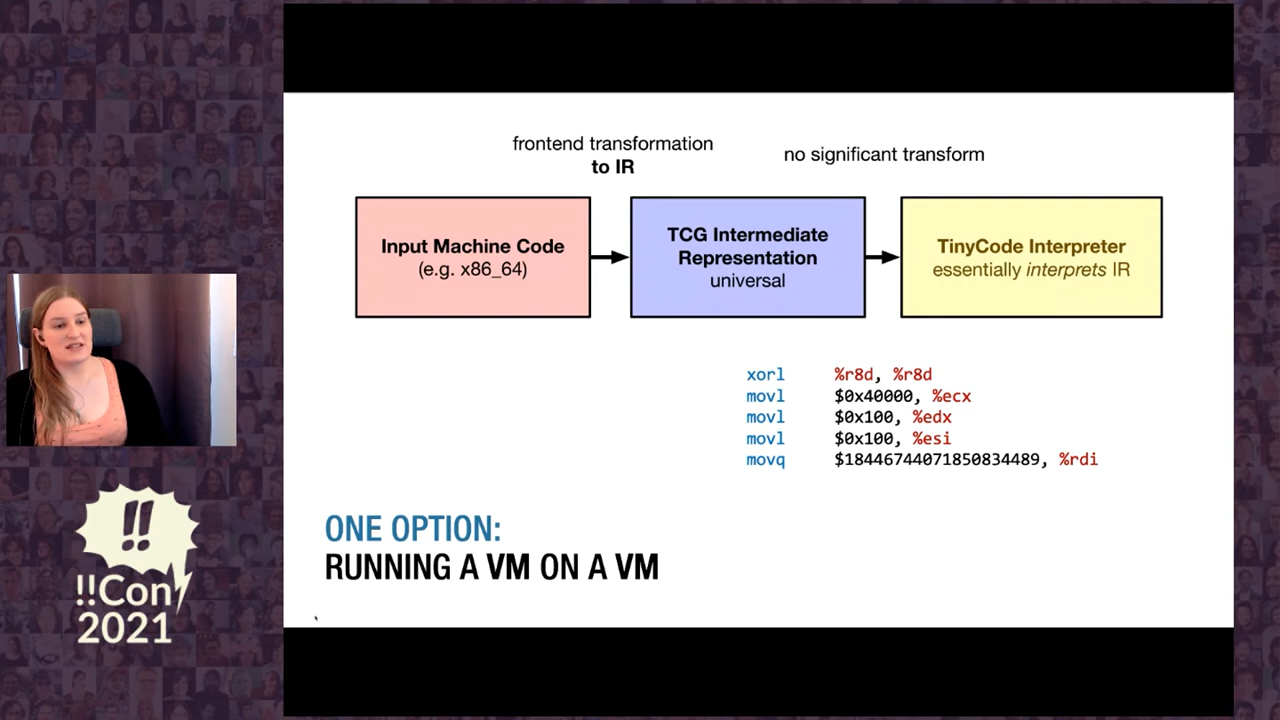 frontend transformation
to IR
no significant transform
Input Machine Code
(e.g. x86_64)
TCG Intermediate
Representation
universal
TinyCode Interpreter
essentially interprets IR
xorl %r8d, %r8d
movl $0x40000, %ecx
movl $0x100, %edx
movl $0x100, %esi
movq $18446744071850834489, %rdi
ONE OPTION:
RUNNING A VM ON A VM
!!
!!Con
2021